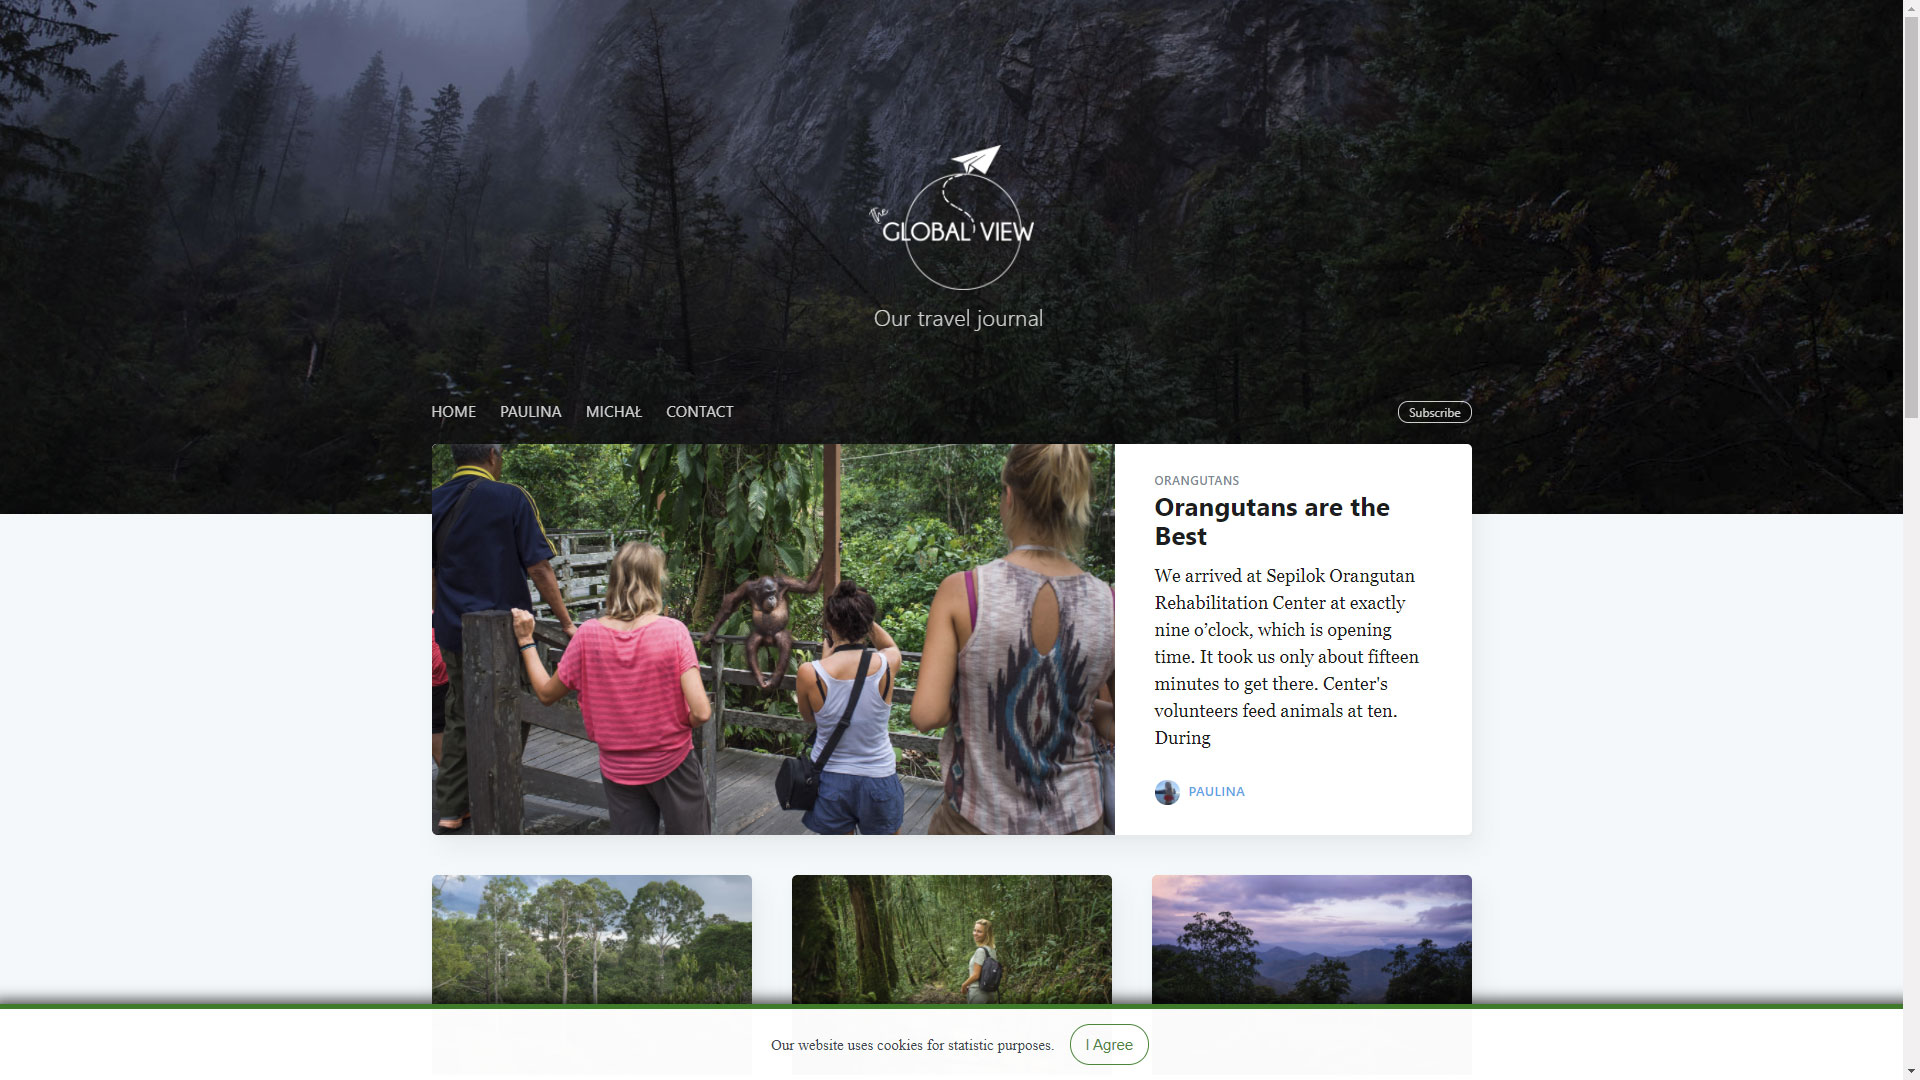 The
GLOBAL VIEW
Our travel journal
HOME PAULINA MICHAŁ CONTACT Subscribe
ORANGUTANS
Orangutans are the
Best
We arrived at Sepilok Orangutan
Rehabilitation Center at exactly
nine o’clock, which is opening
time. It took us only about fifteen
minutes to get there. Center's
volunteers feed animals at ten.
During
PAULINA
Our website uses cookies for statistic purposes. I Agree